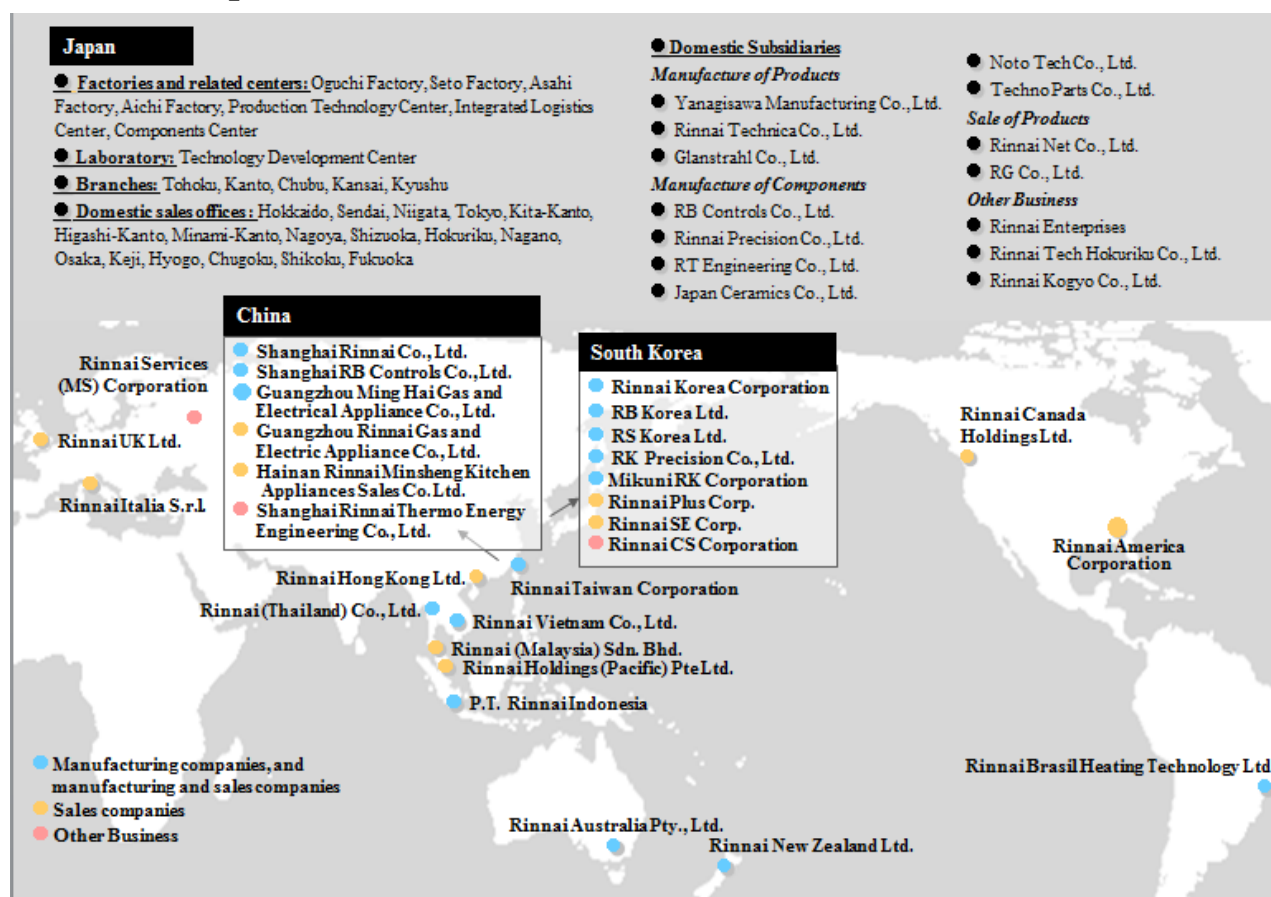 Japan
● Factories and related centers: Oguchi Factory, Seto Factory, Asahi
Factory, Aichi Factory, Production Technology Center, Integrated Logistics
Center, Components Center
● Laboratory: Technology Development Center
● Branches: Tohoku, Kanto, Chubu, Kansai, Kyushu
● Domestic sales offices: Hokkaido, Sendai, Niigata, Tokyo, Kita-Kanto,
Higashi-Kanto, Minami-Kanto, Nagoya, Shizuoka, Hokuriku, Nagano,
Osaka, Keji, Hyogo, Chugoku, Shikoku, Fukuoka
● Domestic Subsidiaries
Manufacture of Products
● Yanagisawa Manufacturing Co., Ltd.
● Rinnai Technica Co., Ltd.
● Glanstrahl Co., Ltd.
Manufacture of Components
● RB Controls Co., Ltd.
● Rinnai Precision Co., Ltd.
● RT Engineering Co., Ltd.
● Japan Ceramics Co., Ltd.
● Noto Tech Co., Ltd.
● Techno Parts Co., Ltd.
Sale of Products
● Rinnai Net Co., Ltd.
● RG Co., Ltd.
Other Business
● Rinnai Enterprises
● Rinnai Tech Hokuriku Co., Ltd.
● Rinnai Kogyo Co., Ltd.
China
Shanghai Rinnai Co., Ltd.
Shanghai RB Controls Co., Ltd.
Guangzhou Ming Hai Gas and
Electrical Appliance Co., Ltd.
Guangzhou Rinnai Gas and
Electric Appliance Co., Ltd.
Hainan Rinnai Minsheng Kitchen
Appliances Sales Co. Ltd.
Shanghai Rinnai Thermo Energy
Engineering Co., Ltd.
South Korea
Rinnai Korea Corporation
RB Korea Ltd.
RS Korea Ltd.
RK Precision Co., Ltd.
Mikuni RK Corporation
Rinnai Plus Corp.
Rinnai SE Corp.
Rinnai CS Corporation
Rinnai Services
(MS) Corporation
Rinnai UK Ltd.
Rinnai Italia S.r.l.
Rinnai Canada
Holdings Ltd.
Rinnai America
Corporation
Rinnai Hong Kong Ltd.
Rinnai Taiwan Corporation
Rinnai (Thailand) Co., Ltd.
Rinnai Vietnam Co., Ltd.
Rinnai (Malaysia) Sdn. Bhd.
Rinnai Holdings (Pacific) Pte Ltd.
P.T. Rinnai Indonesia
Rinnai Brasil Heating Technology Ltd
Rinnai Australia Pty., Ltd.
Rinnai New Zealand Ltd.
Manufacturing companies, and
manufacturing and sales companies
Sales companies
Other Business